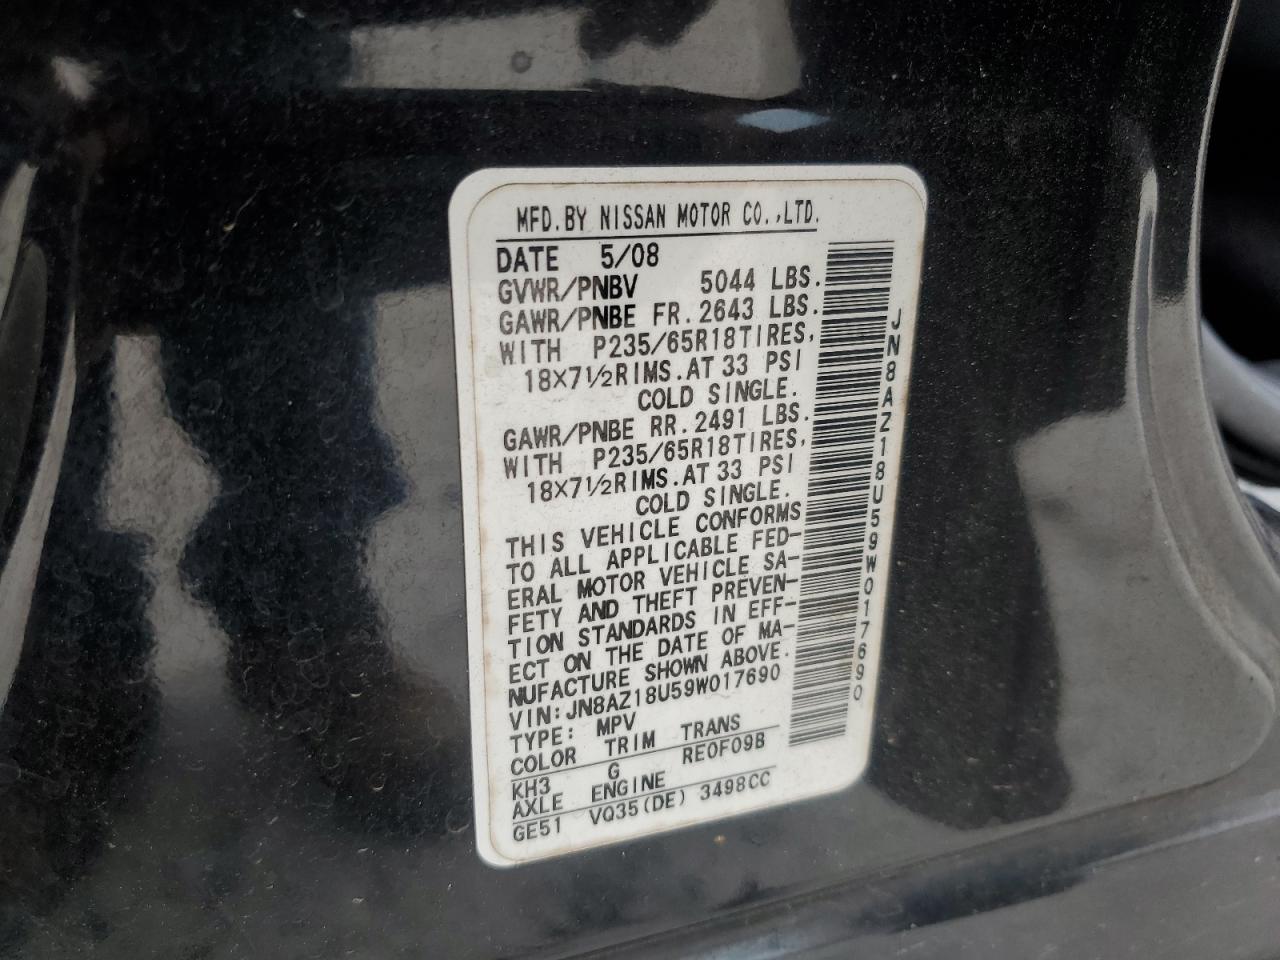 MFD.BY NISSAN MOTOR CO.,LTD.
DATE 5/08
GVWR/PNBV 5044 LBS.
GAWR/PNBE FR.2643 LBS.
WITH P235/65R18TIRES,
18×7½RIMS.AT 33 PSI
COLD SINGLE.
GAWR/PNBE RR.2491 LBS.
WITH P235/65R18TIRES,
18×7½RIMS.AT 33 PSI
COLD SINGLE.
THIS VEHICLE CONFORMS
TO ALL APPLICABLE FED-
ERAL MOTOR VEHICLE SA-
FETY AND THEFT PREVEN-
TION STANDARDS IN EFF-
ECT ON THE DATE OF MA-
NUFACTURE SHOWN ABOVE.
VIN:JN8AZ18U59W017690
TYPE: MPV
COLOR TRIM TRANS
KH3 G RE0F09B
AXLE ENGINE
GE51 VQ35(DE) 3498CC
JN8AZ18U59W017690